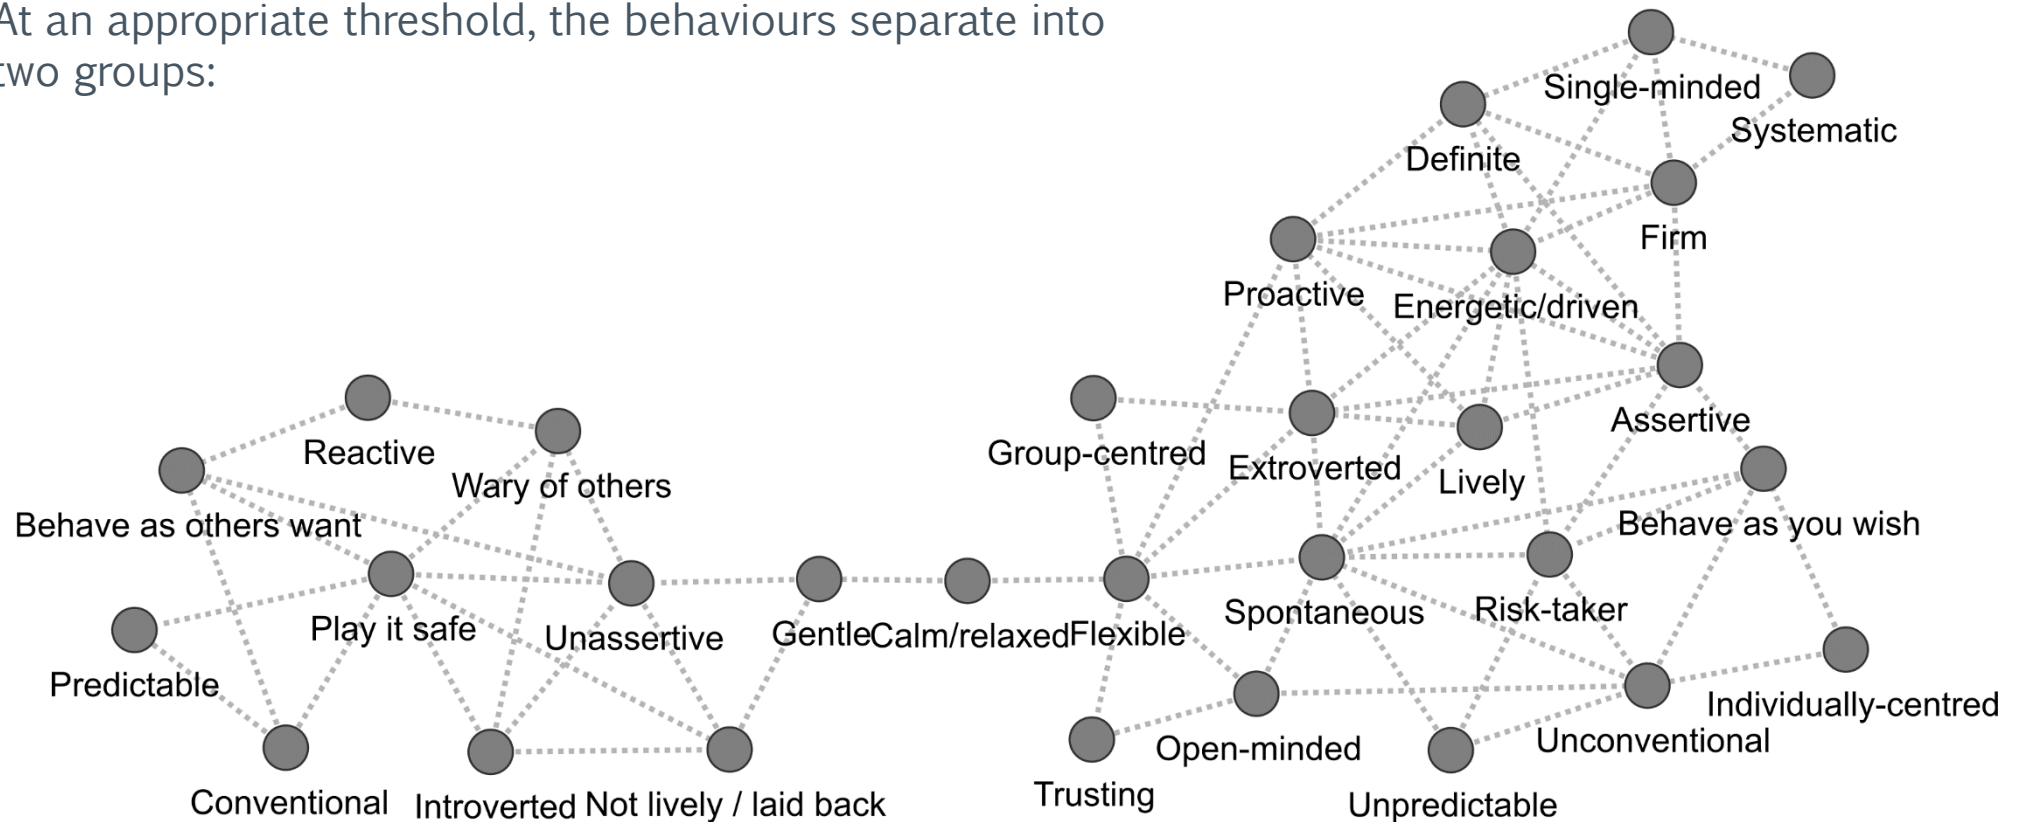 At an appropriate threshold, the behaviours separate into
two groups:
Single-minded
Systematic
Definite
Firm
Proactive
Energetic/driven
Assertive
Group-centred
Extroverted
Lively
Behave as you wish
Reactive
Wary of others
Behave as others want
Play it safe
Unassertive
Gentle
Calm/relaxed
Flexible
Spontaneous
Risk-taker
Predictable
Individually-centred
Unconventional
Open-minded
Trusting
Unpredictable
Conventional
Introverted
Not lively / laid back